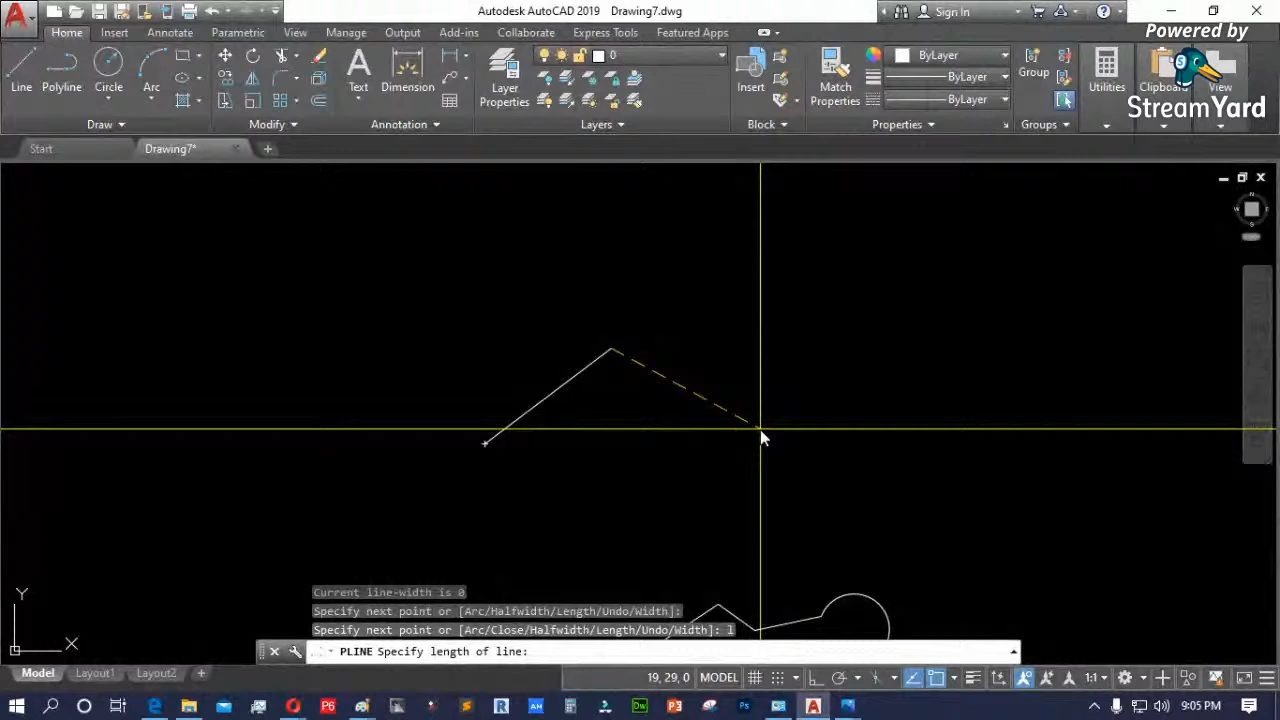 Autodesk AutoCAD 2019 Drawing7.dwg
Sign In
Powered by
StreamYard
Home Insert Annotate Parametric View Manage Output Add-ins Collaborate Express Tools Featured Apps
Line Polyline Circle Arc
Text Dimension
Layer Properties
0
Insert
Match Properties
ByLayer
ByLayer
ByLayer
Group
Utilities
Clipboard
View
Draw Modify Annotation Layers Block Properties Groups
Start Drawing7*
N
W
S
Y
X
Current line-width is 0
Specify next point or [Arc/Halfwidth/Length/Undo/Width]:
Specify next point or [Arc/Close/Halfwidth/Length/Undo/Width]: l
PLINE Specify length of line:
Model Layout1 Layout2
19, 29, 0 MODEL
1:1
9:05 PM